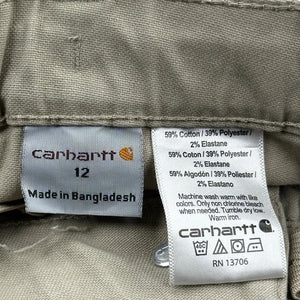 carhartt
12
Made in Bangladesh
59% Cotton / 39% Polyester /
2% Elastane
59% Coton / 39% Polyester /
2% Elastane
59% Algodón / 39% Poliester /
2% Elastano
Machine wash warm with like
colors. Only non chlorine bleach
when needed. Tumble dry low.
Warm Iron.
carhartt
RN 13706